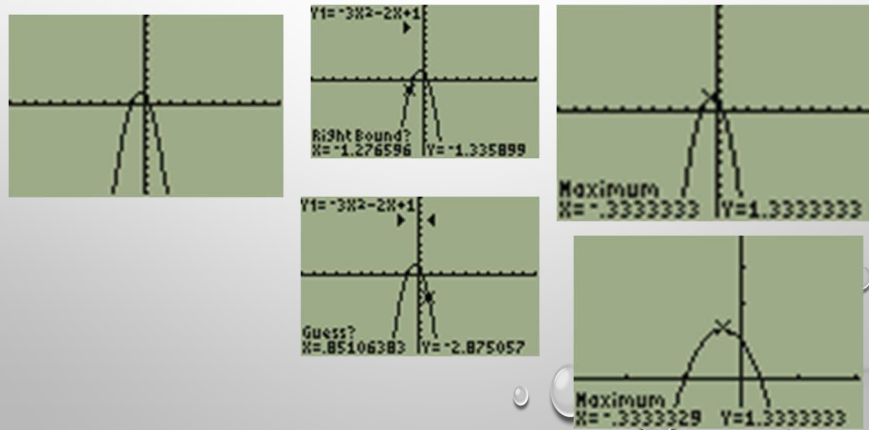 Y1=-3X2-2X+1
Right Bound?
X=-1.276596 Y=-1.335899
Y1=-3X2-2X+1
Guess?
X=.85106383 Y=-2.875057
Maximum
X=-.3333333 Y=1.3333333
Maximum
X=-.3333329 Y=1.3333333